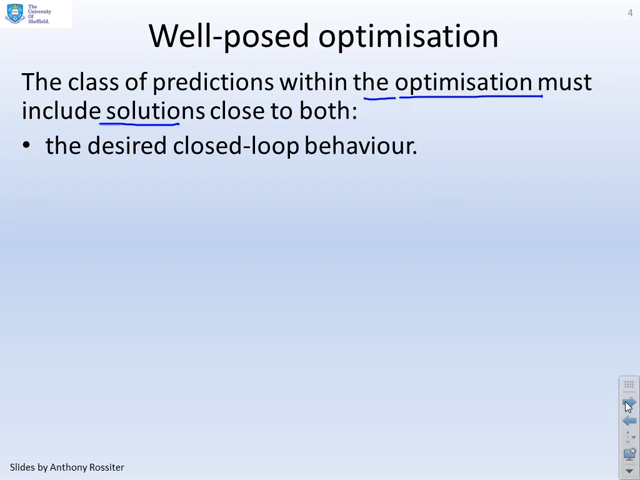 The
University
Of
Sheffield.
4
Well-posed optimisation
The class of predictions within the optimisation must
include solutions close to both:
• the desired closed-loop behaviour.
Slides by Anthony Rossiter